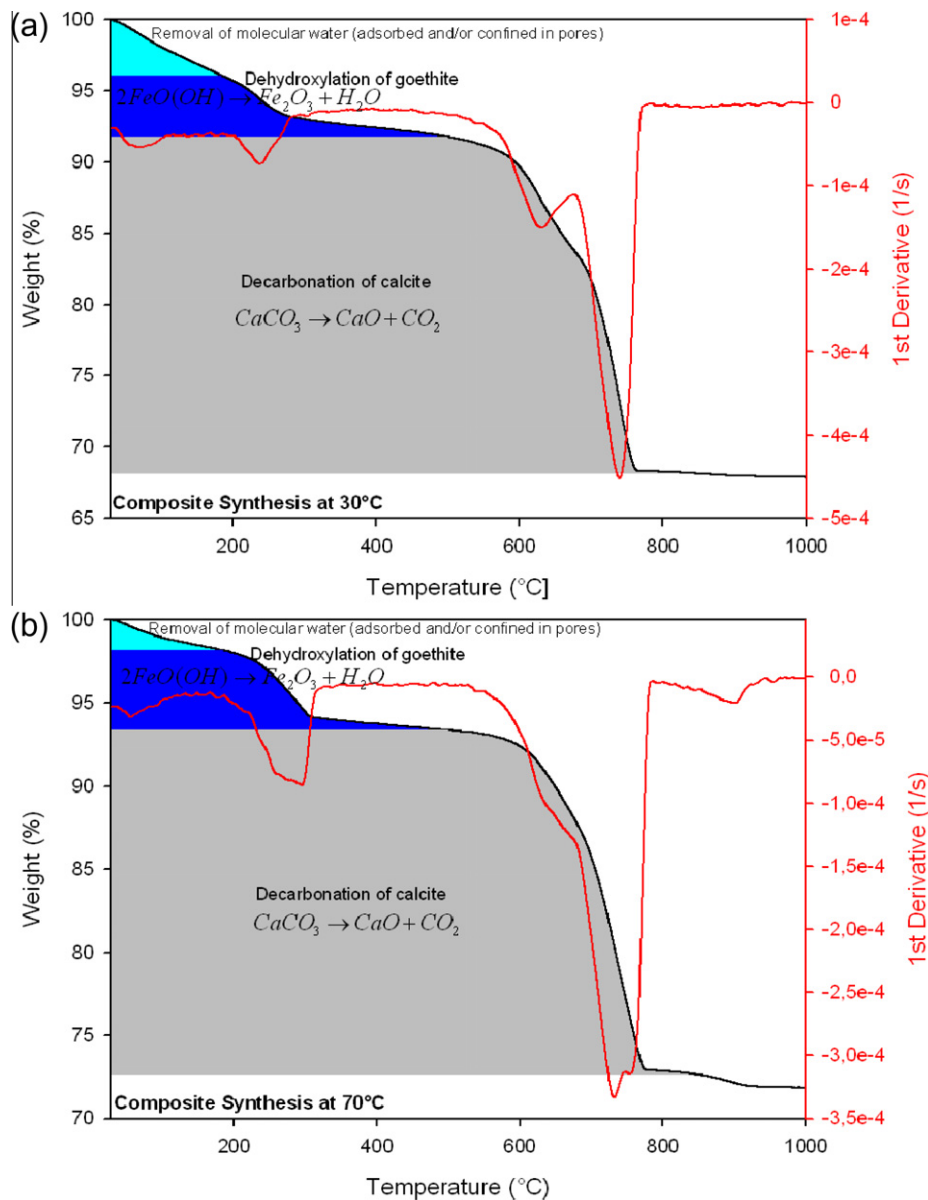 (a)
Removal of molecular water (adsorbed and/or confined in pores)
Dehydroxylation of goethite
2FeO(OH) → Fe₂O₃ + H₂O
Decarbonation of calcite
CaCO₃ → CaO + CO₂
Composite Synthesis at 30°C
Weight (%)
100
95
90
85
80
75
70
65
200
400
600
800
1000
Temperature (°C]
1e-4
0
-1e-4
-2e-4
-3e-4
-4e-4
-5e-4
1st Derivative (1/s)
(b)
Removal of molecular water (adsorbed and/or confined in pores)
Dehydroxylation of goethite
2FeO(OH) → Fe₂O₃ + H₂O
Decarbonation of calcite
CaCO₃ → CaO + CO₂
Composite Synthesis at 70°C
Weight (%)
100
95
90
85
80
75
70
200
400
600
800
1000
Temperature (°C)
0,0
-5,0e-5
-1,0e-4
-1,5e-4
-2,0e-4
-2,5e-4
-3,0e-4
-3,5e-4
1st Derivative (1/s)